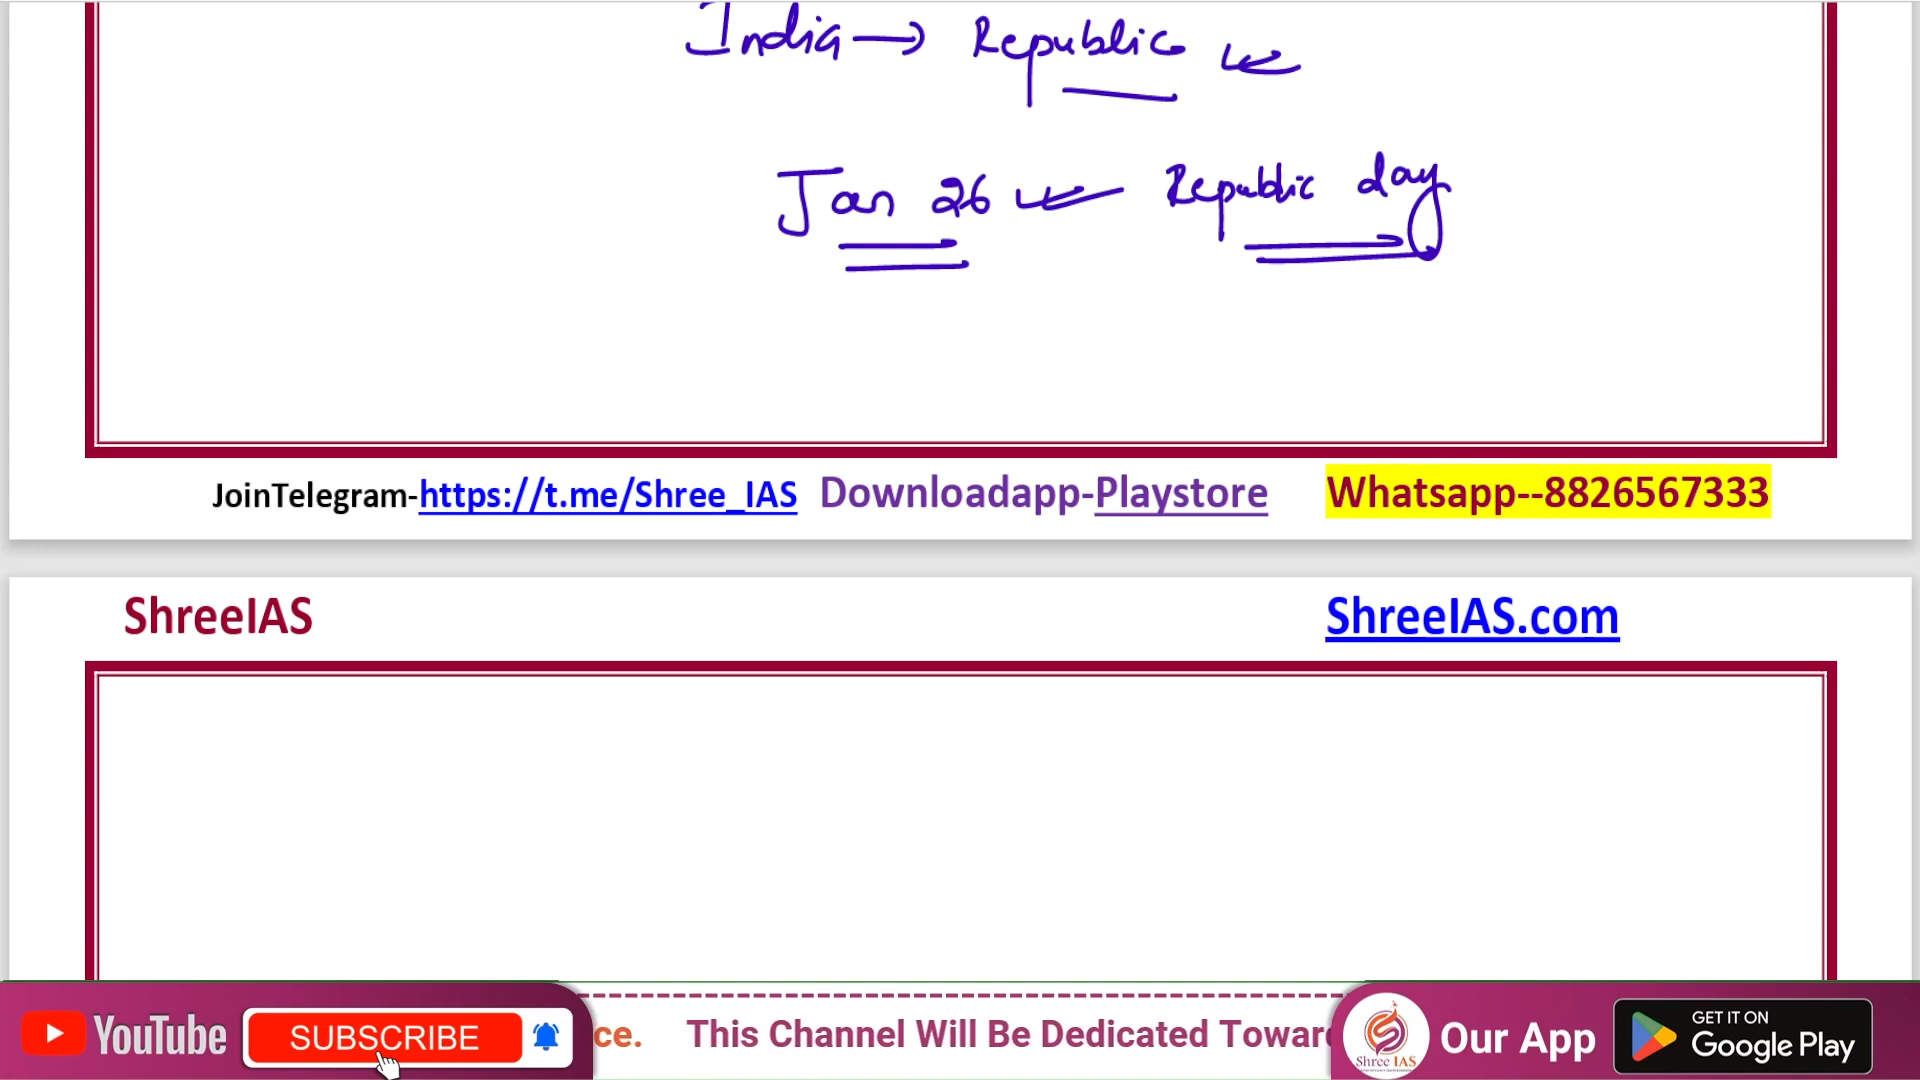 India → Republic
Jan 26 Republic day
JoinTelegram-https://t.me/Shree_IAS Downloadapp-Playstore Whatsapp--8826567333
ShreeIAS ShreeIAS.com
YouTube SUBSCRIBE ce. This Channel Will Be Dedicated Towar Shree IAS Our App GET IT ON Google Play